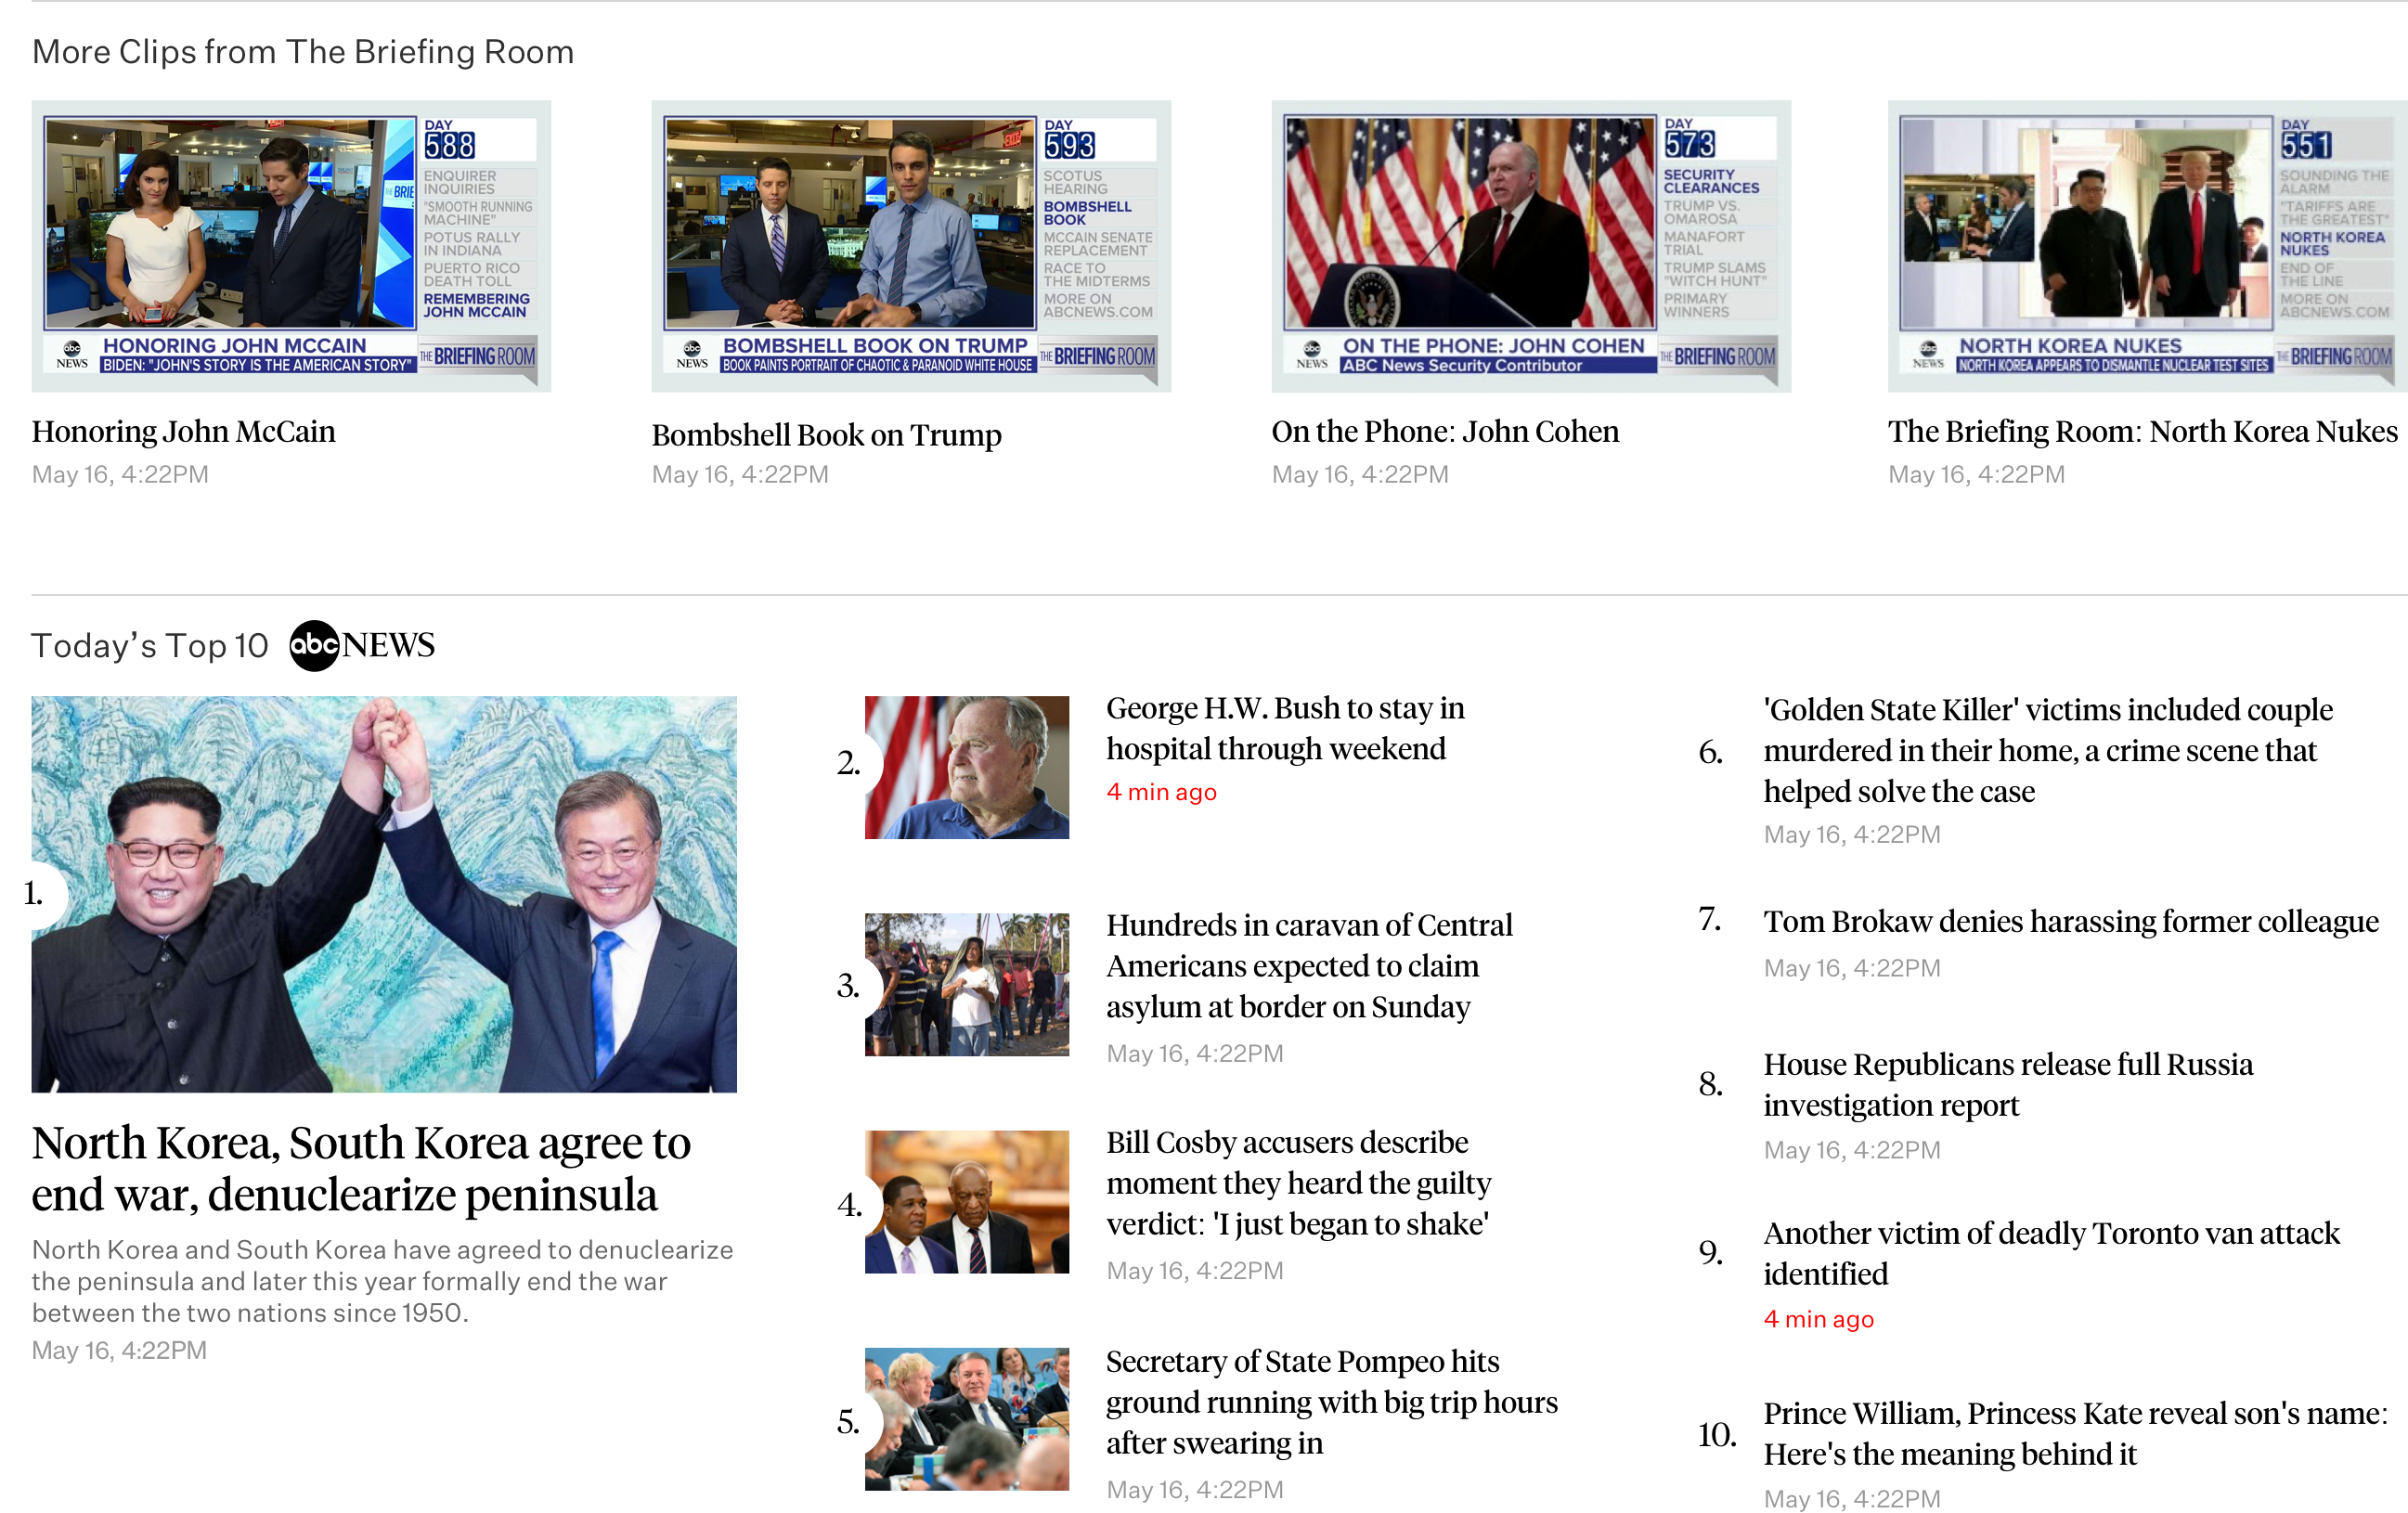 More Clips from The Briefing Room
DAY
588
ENQUIRER
INQUIRIES
"SMOOTH RUNNING
MACHINE"
POTUS RALLY
IN INDIANA
PUERTO RICO
DEATH TOLL
REMEMBERING
JOHN MCCAIN
BRIE
abc
NEWS
HONORING JOHN MCCAIN
BIDEN: "JOHN'S STORY IS THE AMERICAN STORY"
THE BRIEFING ROOM
Honoring John McCain
May 16, 4:22PM
DAY
593
SCOTUS
HEARING
BOMBSHELL
BOOK
MCCAIN SENATE
REPLACEMENT
RACE TO
THE MIDTERMS
MORE ON
ABCNEWS.COM
EXIT
abc
NEWS
BOMBSHELL BOOK ON TRUMP
BOOK PAINTS PORTRAIT OF CHAOTIC & PARANOID WHITE HOUSE
THE BRIEFING ROOM
Bombshell Book on Trump
May 16, 4:22PM
DAY
573
SECURITY
CLEARANCES
TRUMP VS.
OMAROSA
MANAFORT
TRIAL
TRUMP SLAMS
"WITCH HUNT"
PRIMARY
WINNERS
abc
NEWS
ON THE PHONE: JOHN COHEN
ABC News Security Contributor
THE BRIEFING ROOM
On the Phone: John Cohen
May 16, 4:22PM
DAY
551
SOUNDING THE
ALARM
"TARIFFS ARE
THE GREATEST"
NORTH KOREA
NUKES
END OF
THE LINE
MORE ON
ABCNEWS.COM
abc
NEWS
NORTH KOREA NUKES
NORTH KOREA APPEARS TO DISMANTLE NUCLEAR TEST SITES
THE BRIEFING ROOM
The Briefing Room: North Korea Nukes
May 16, 4:22PM
Today's Top 10 abc NEWS
1.
North Korea, South Korea agree to
end war, denuclearize peninsula
North Korea and South Korea have agreed to denuclearize
the peninsula and later this year formally end the war
between the two nations since 1950.
May 16, 4:22PM
2.
George H.W. Bush to stay in
hospital through weekend
4 min ago
3.
Hundreds in caravan of Central
Americans expected to claim
asylum at border on Sunday
May 16, 4:22PM
4.
Bill Cosby accusers describe
moment they heard the guilty
verdict: 'I just began to shake'
May 16, 4:22PM
5.
Secretary of State Pompeo hits
ground running with big trip hours
after swearing in
May 16, 4:22PM
6.
'Golden State Killer' victims included couple
murdered in their home, a crime scene that
helped solve the case
May 16, 4:22PM
7.
Tom Brokaw denies harassing former colleague
May 16, 4:22PM
8.
House Republicans release full Russia
investigation report
May 16, 4:22PM
9.
Another victim of deadly Toronto van attack
identified
4 min ago
10.
Prince William, Princess Kate reveal son's name:
Here's the meaning behind it
May 16, 4:22PM